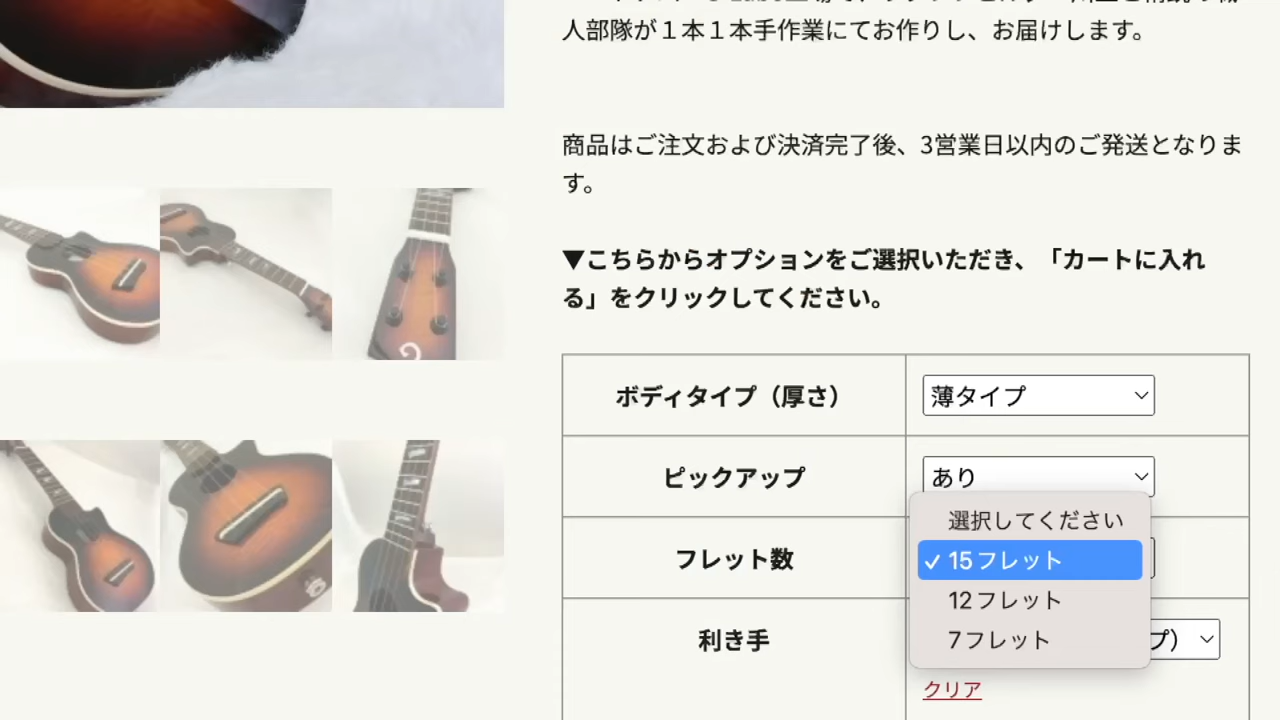 人部隊が１本１本手作業にてお作りし、お届けします。
商品はご注文および決済完了後、3営業日以内のご発送となりま
す。
▼こちらからオプションをご選択いただき、「カートに入れ
る」をクリックしてください。
ボディタイプ（厚さ）
薄タイプ
ピックアップ
あり
選択してください
フレット数
✓ 15フレット
12フレット
7フレット
利き手
プ）
クリア